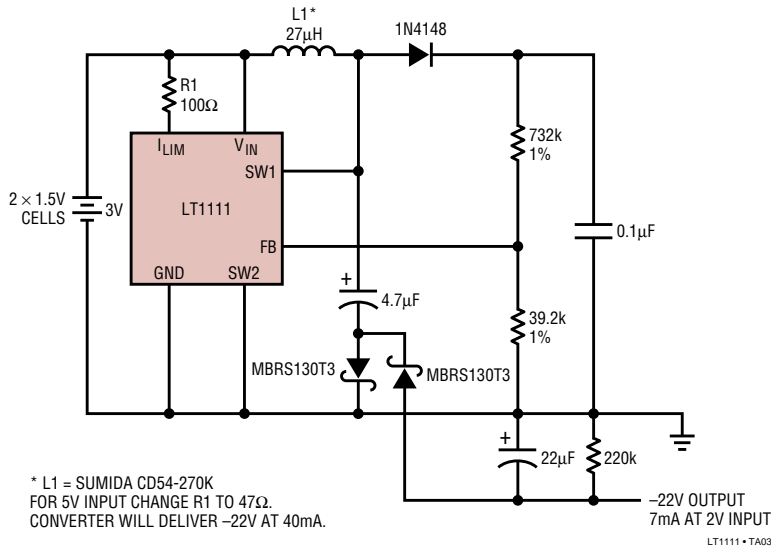 L1*
27µH
1N4148
R1
100Ω
ILIM
VIN
SW1
732k
1%
2 × 1.5V
CELLS
3V
LT1111
FB
0.1µF
GND
SW2
+
4.7µF
39.2k
1%
MBRS130T3
MBRS130T3
+
22µF
220k
* L1 = SUMIDA CD54-270K
FOR 5V INPUT CHANGE R1 TO 47Ω.
CONVERTER WILL DELIVER –22V AT 40mA.
–22V OUTPUT
7mA AT 2V INPUT
LT1111 • TA03